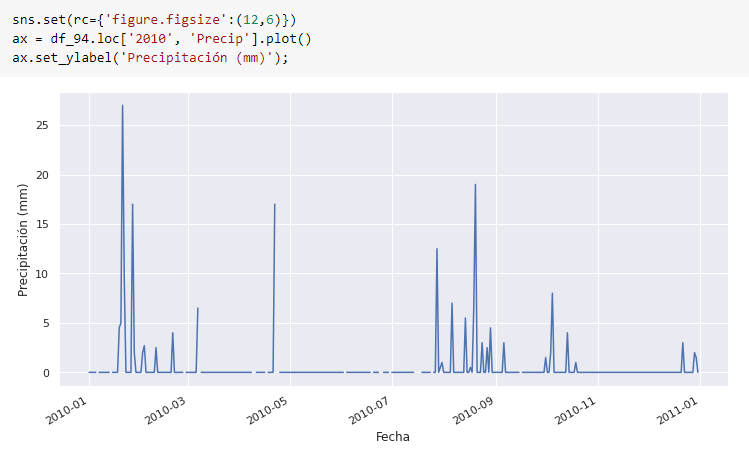 sns.set(rc={'figure.figsize':(12,6)})
ax = df_94.loc['2010', 'Precip'].plot()
ax.set_ylabel('Precipitación (mm)');
25
20
15
10
5
0
Precipitación (mm)
2010-01
2010-03
2010-05
2010-07
2010-09
2010-11
2011-01
Fecha